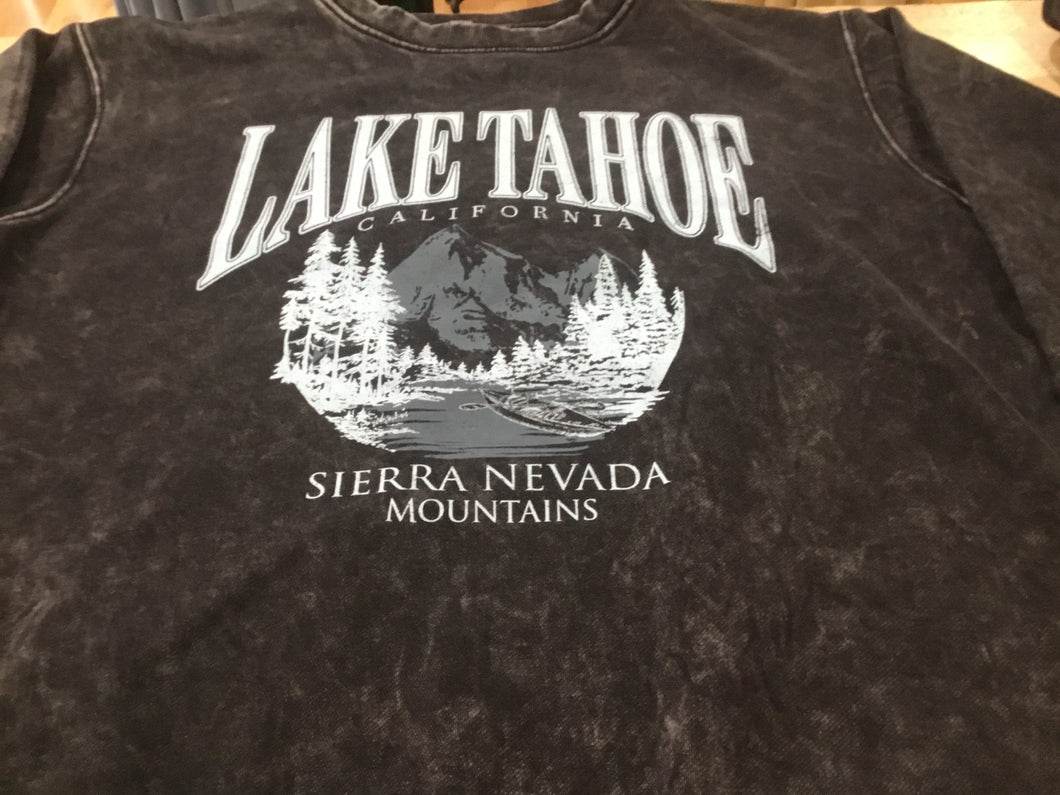 LAKE TAHOE
CALIFORNIA
SIERRA NEVADA
MOUNTAINS